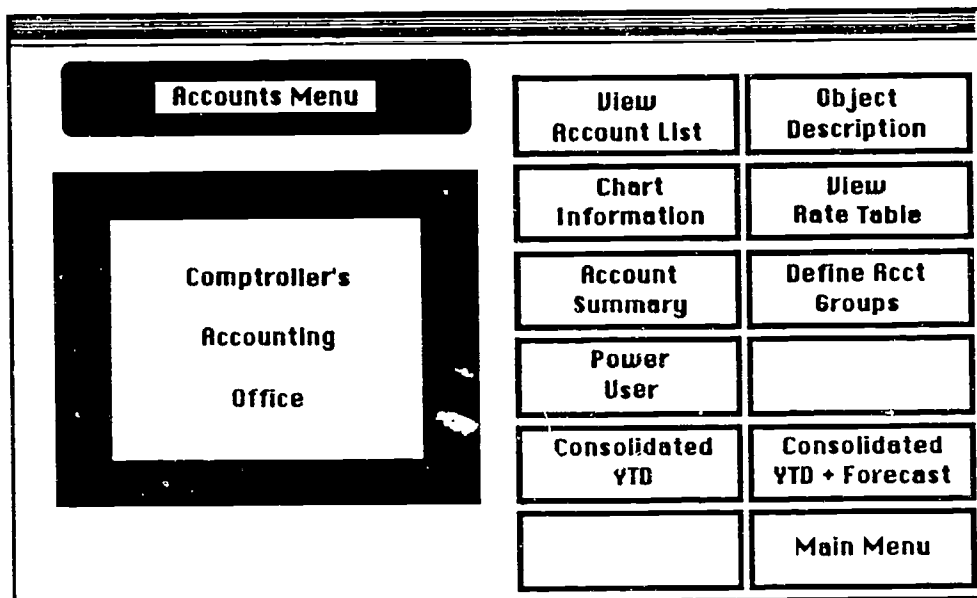 Accounts Menu
Comptroller's
Accounting
Office
View
Account List
Object
Description
Chart
Information
View
Rate Table
Account
Summary
Define Acct
Groups
Power
User
Consolidated
YTD
Consolidated
YTD + Forecast
Main Menu